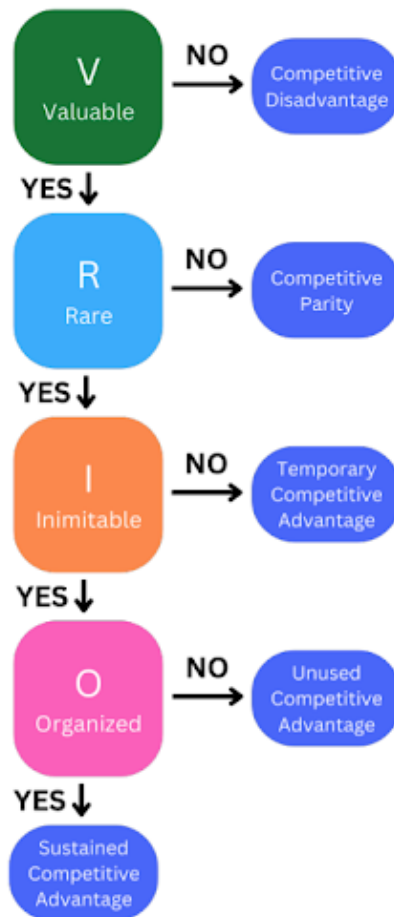 V
Valuable
NO
Competitive
Disadvantage
YES
R
Rare
NO
Competitive
Parity
YES
I
Inimitable
NO
Temporary
Competitive
Advantage
YES
O
Organized
NO
Unused
Competitive
Advantage
YES
Sustained
Competitive
Advantage